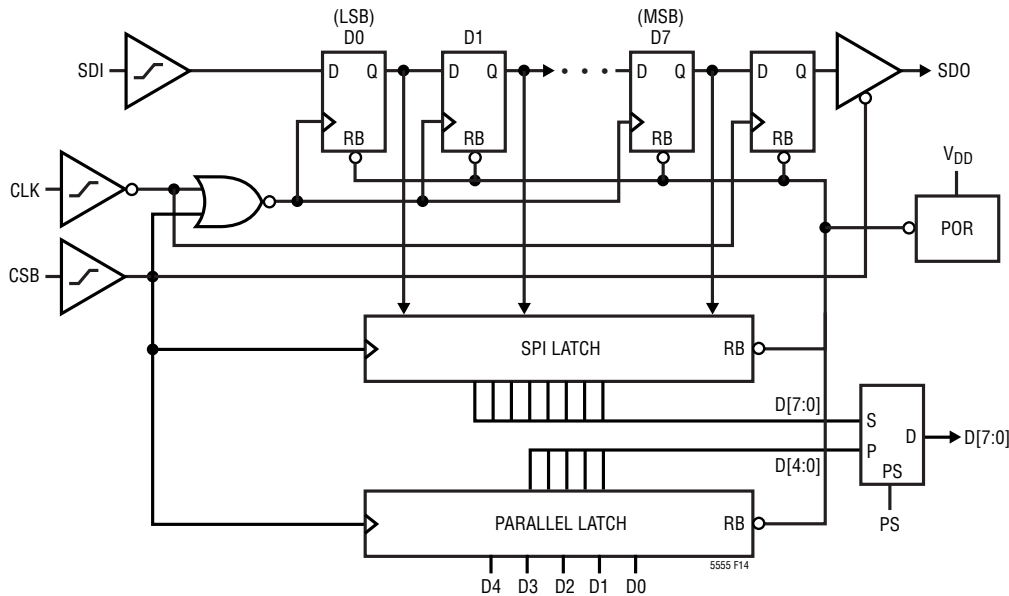 (LSB)
(MSB)
D0
D1
D7
SDI
D
Q
D
Q
D
Q
D
Q
SDO
RB
RB
RB
RB
VDD
CLK
POR
CSB
SPI LATCH
RB
D[7:0]
S
D
D[7:0]
P
D[4:0]
PS
PARALLEL LATCH
RB
PS
5555 F14
D4
D3
D2
D1
D0